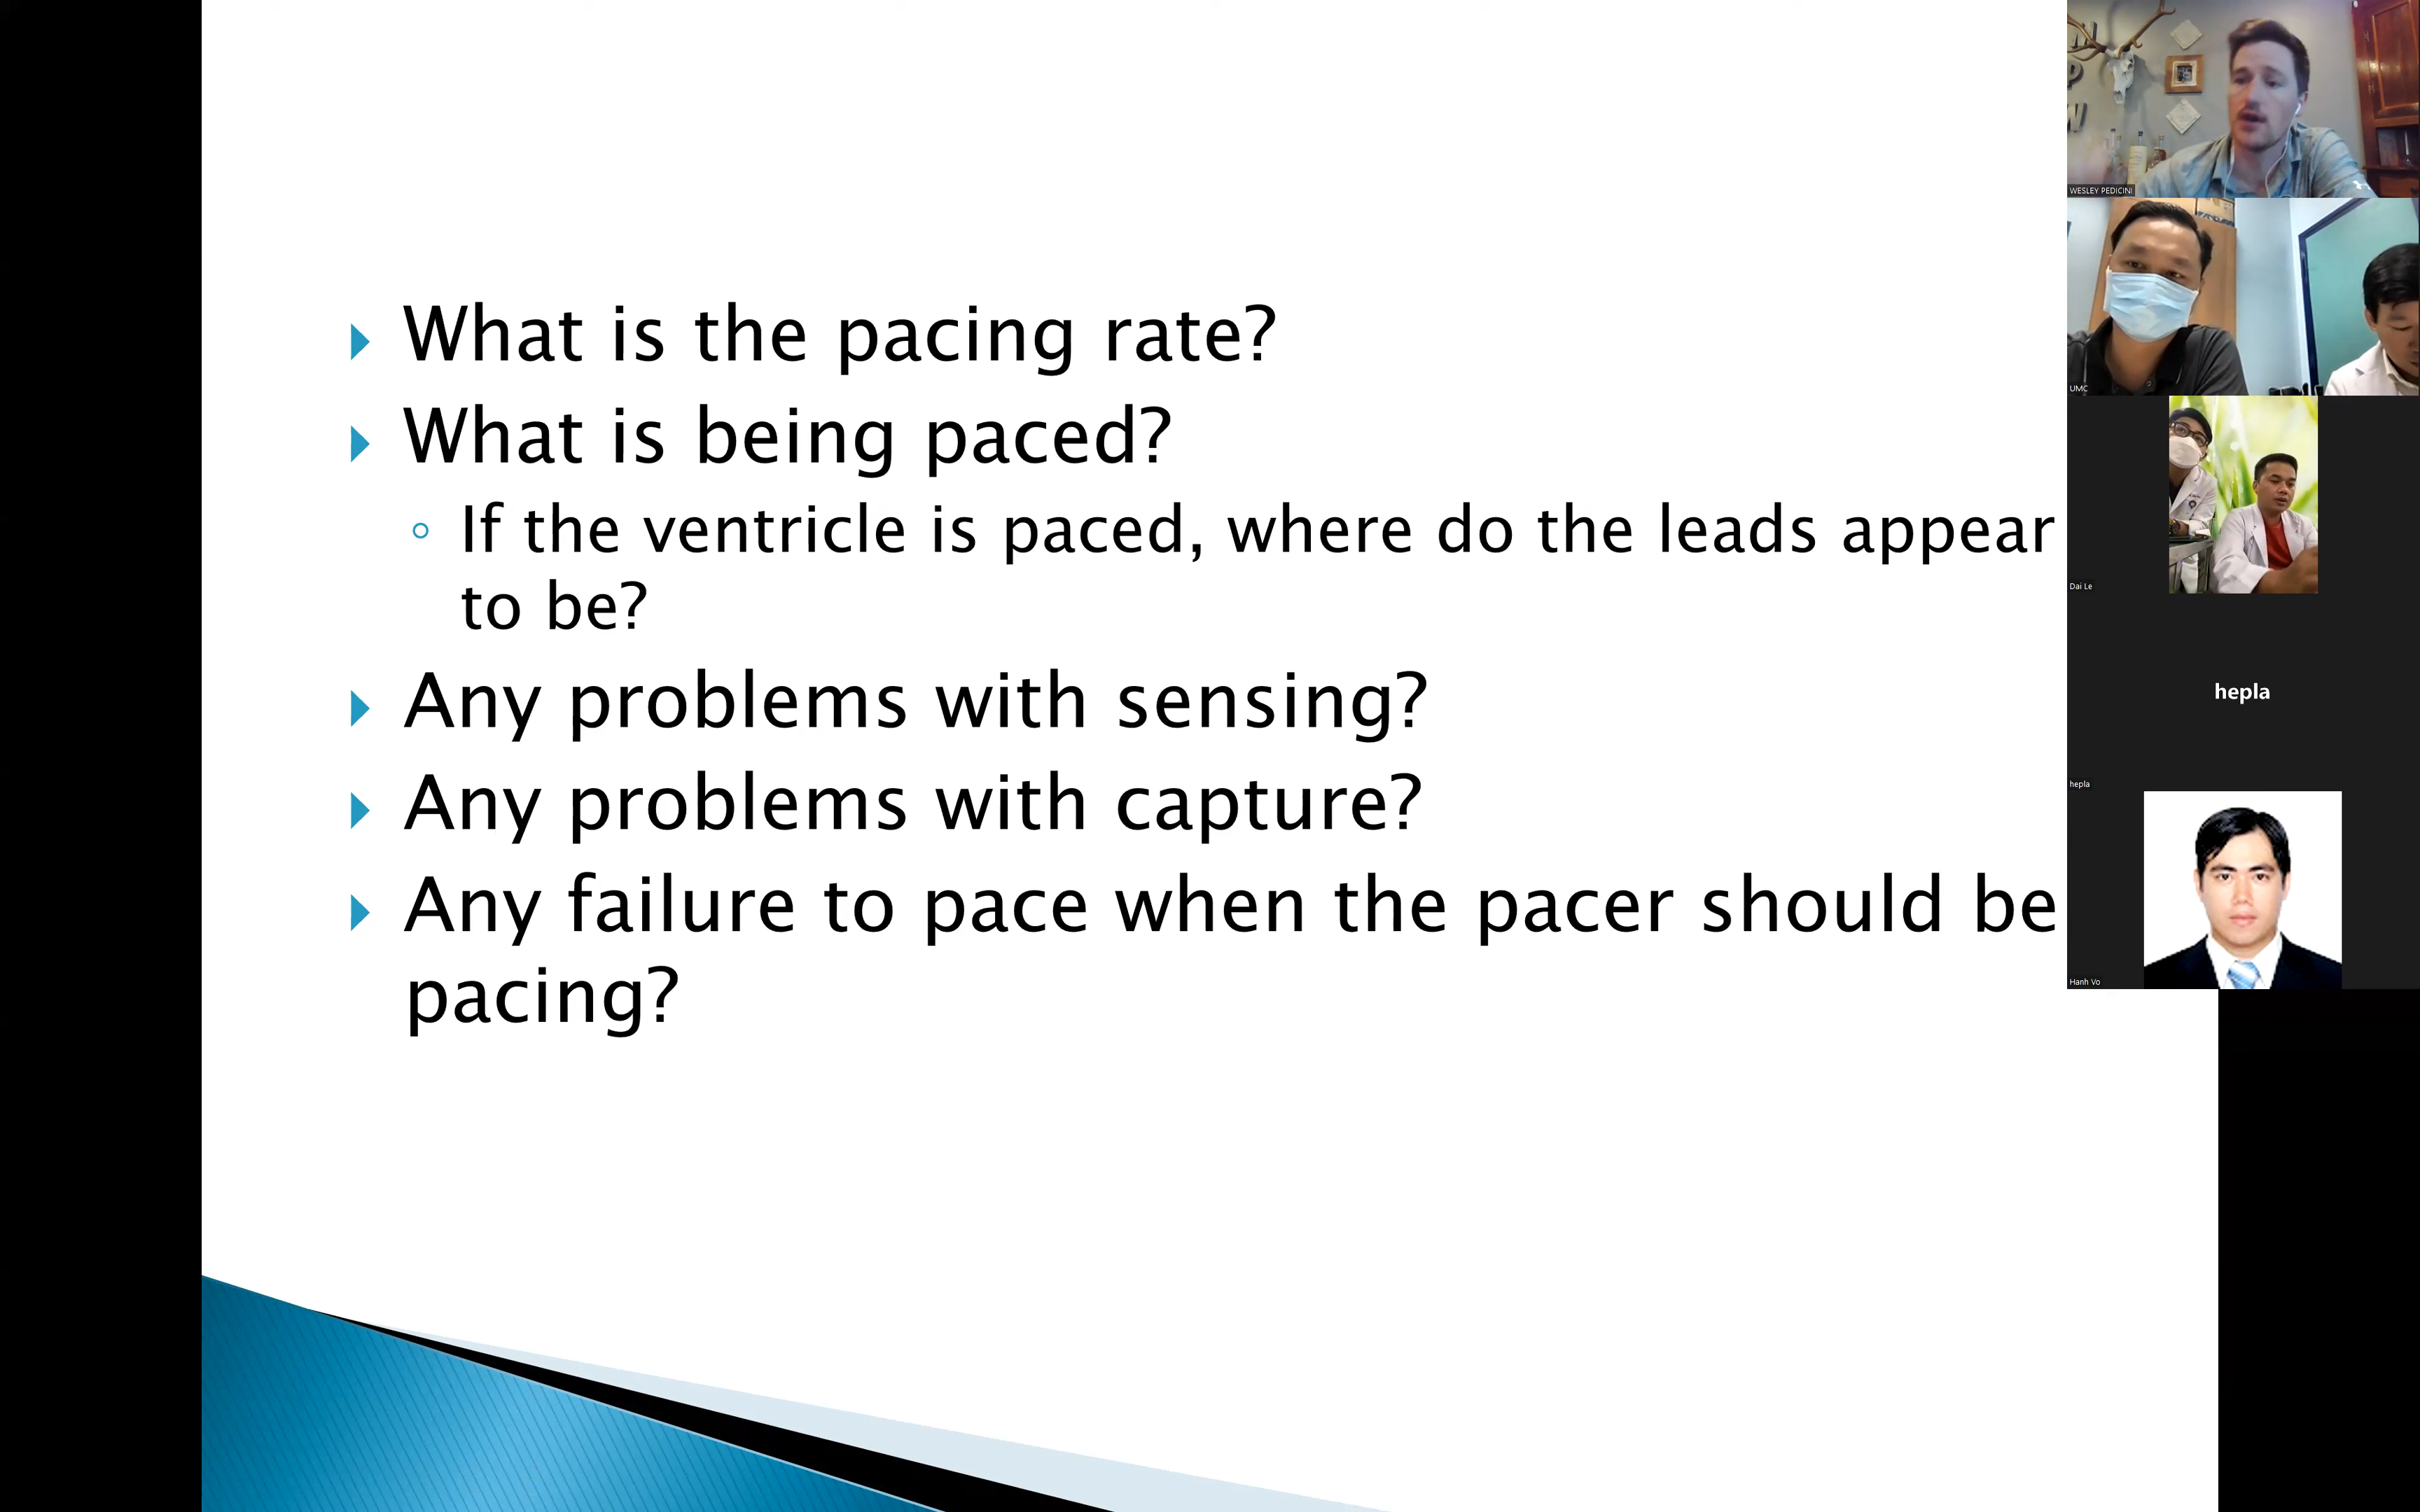 What is the pacing rate?
What is being paced?
If the ventricle is paced, where do the leads appear
to be?
Any problems with sensing?
Any problems with capture?
Any failure to pace when the pacer should be
pacing?
WESLEY PEDICINI
UMC
Dai Le
hepla
hepla
Hanh Vo